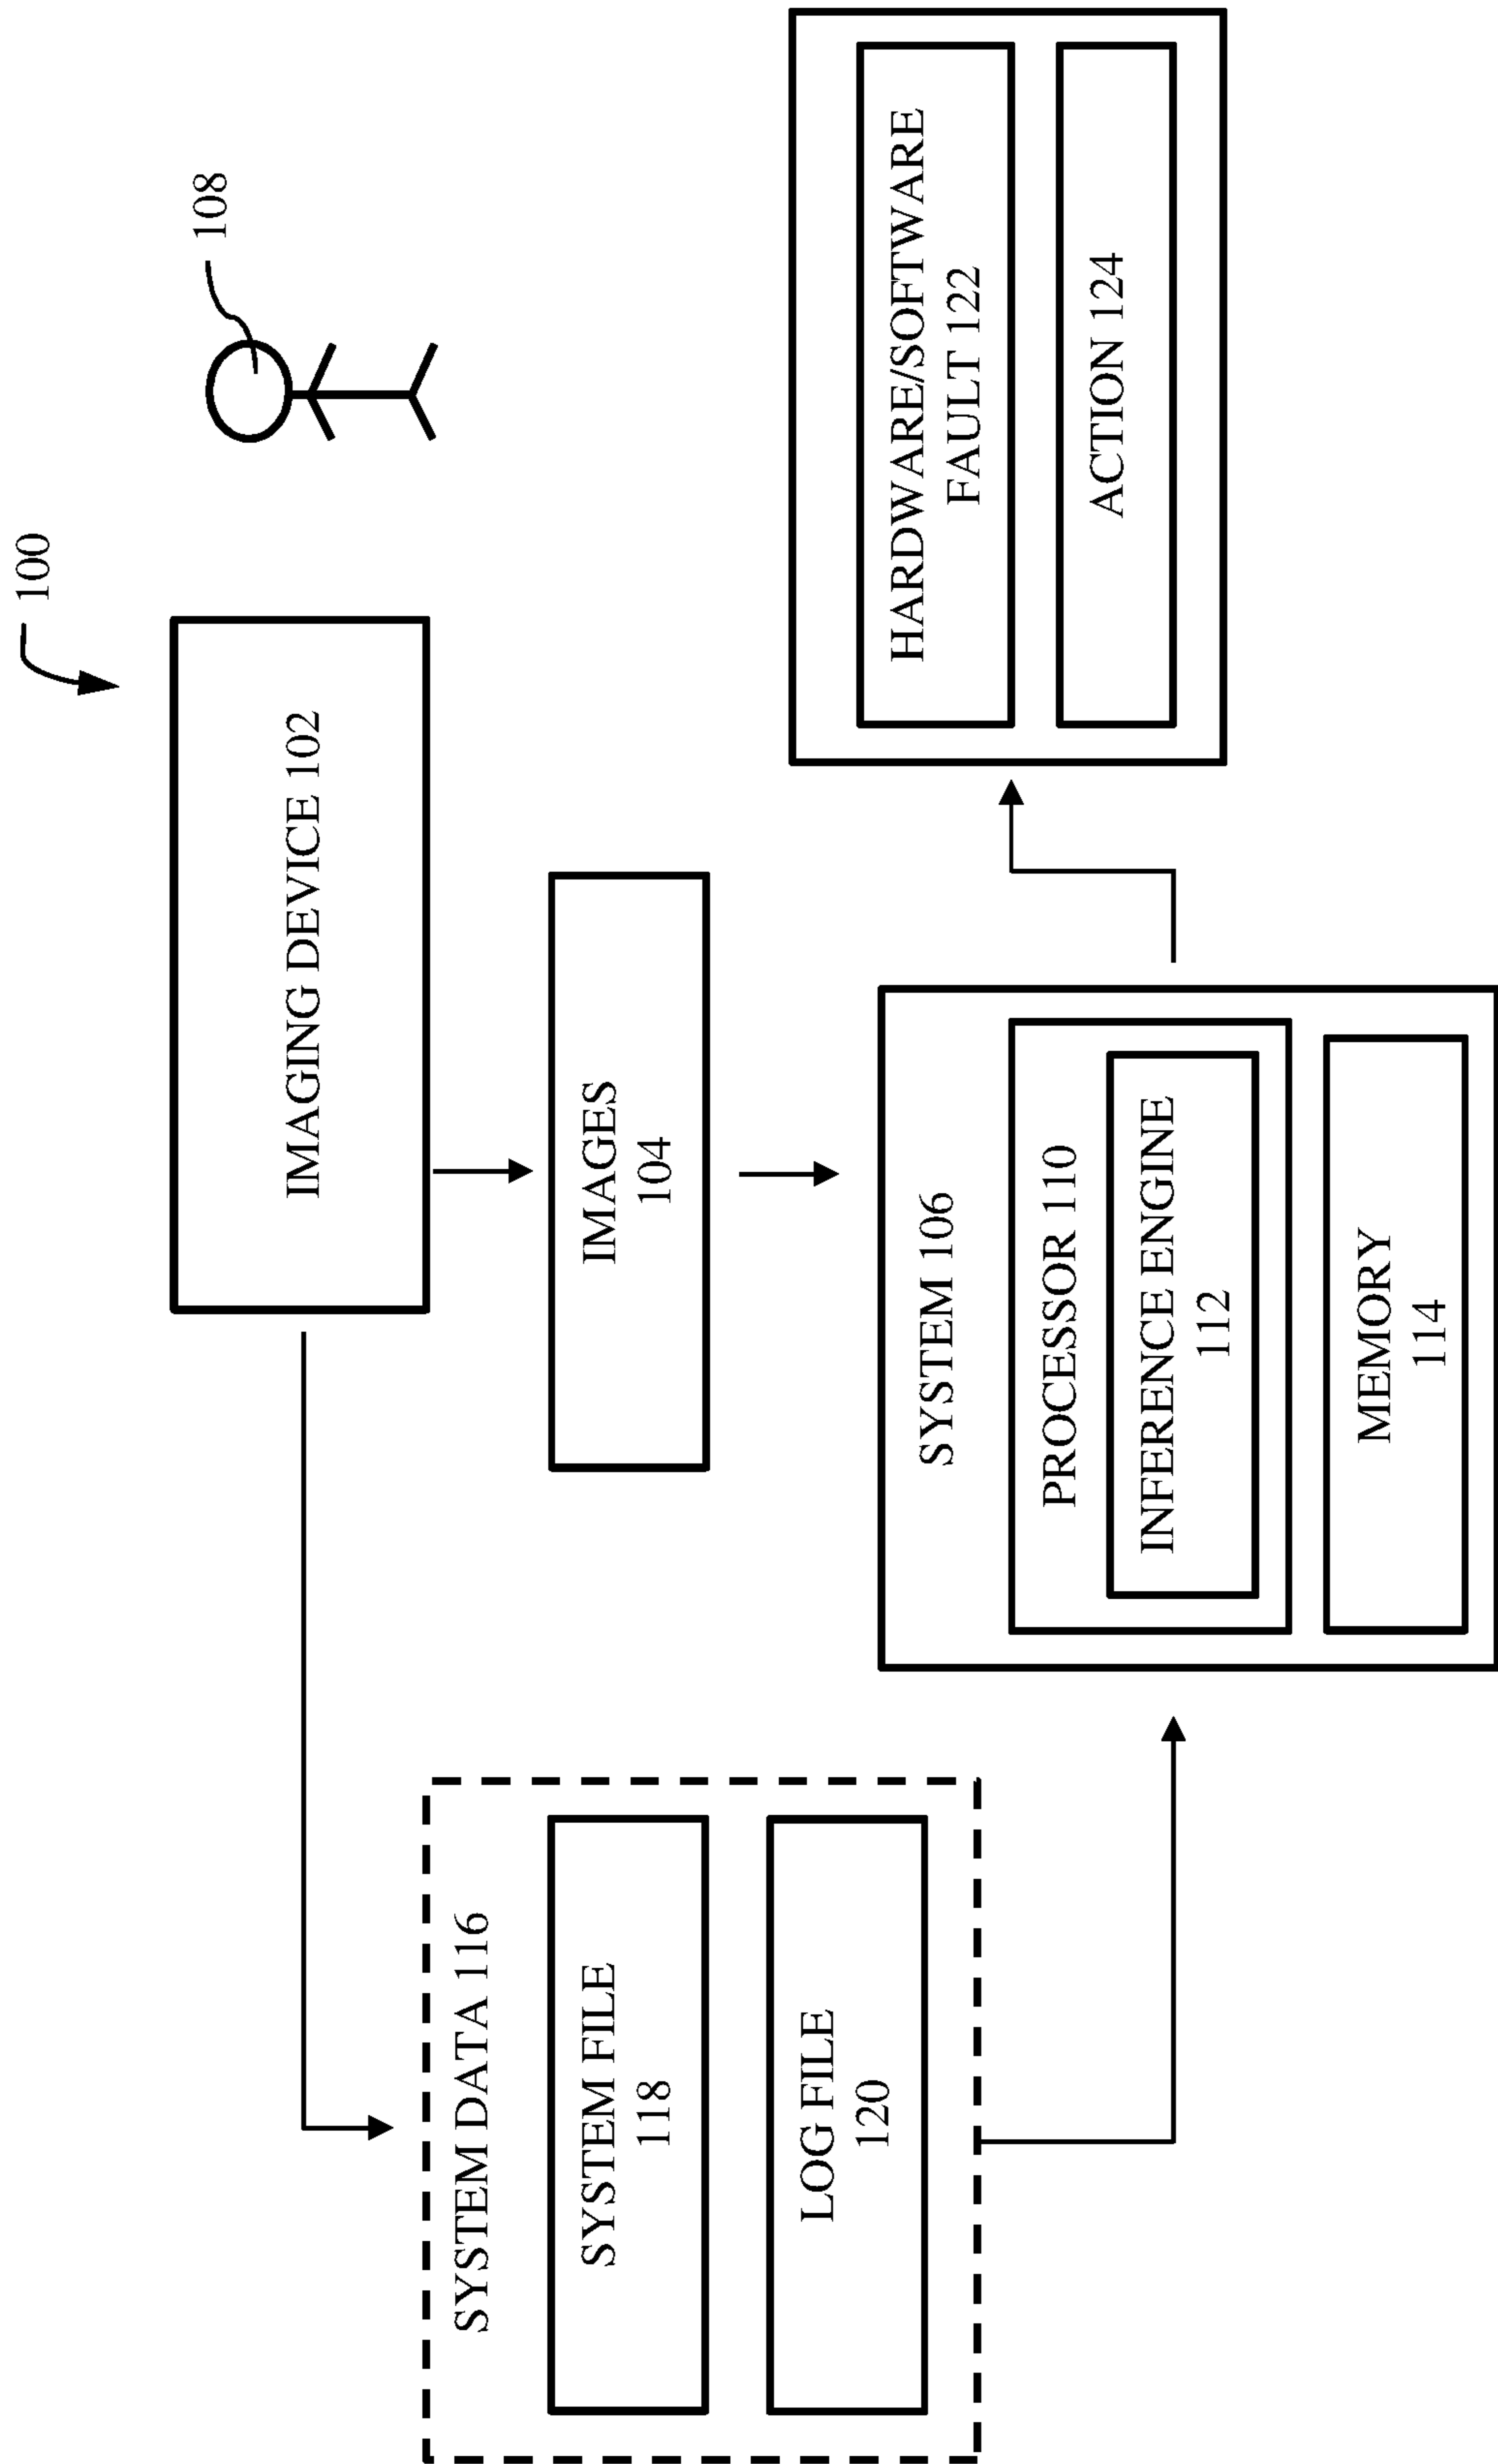 100
108
IMAGING DEVICE 102
SYSTEM DATA 116
SYSTEM FILE
118
LOG FILE
120
IMAGES
104
SYSTEM 106
PROCESSOR 110
INFERENCE ENGINE
112
MEMORY
114
HARDWARE/SOFTWARE
FAULT 122
ACTION 124